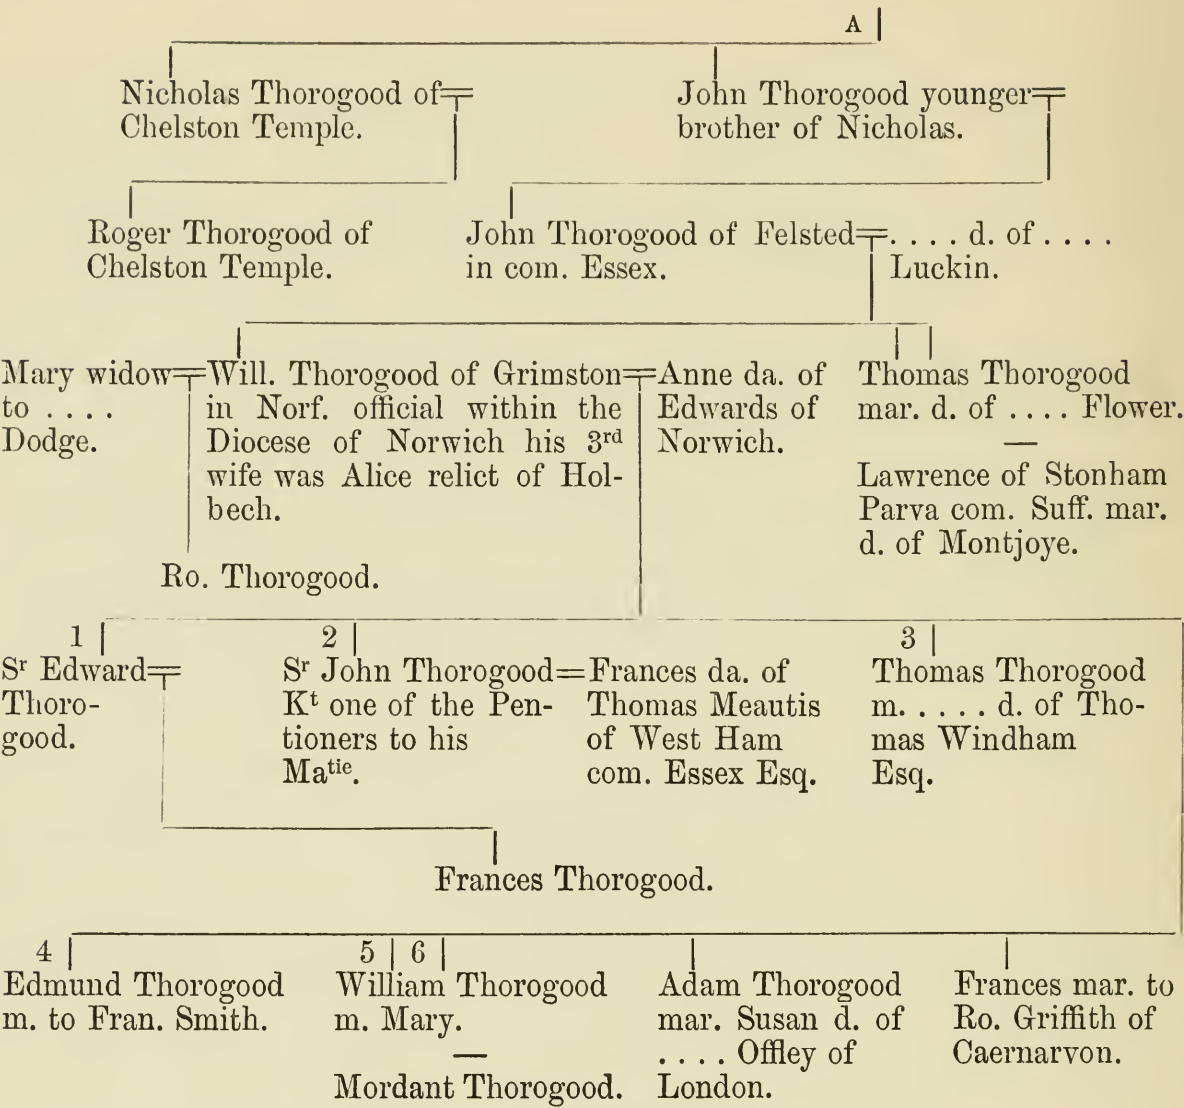 A
Nicholas Thorogood of
Chelston Temple.
John Thorogood younger
brother of Nicholas.
Roger Thorogood of
Chelston Temple.
John Thorogood of Felsted
in com. Essex.
. . . . d. of . . . .
Luckin.
Mary widow
to . . . .
Dodge.
Will. Thorogood of Grimston
in Norf. official within the
Diocese of Norwich his 3rd
wife was Alice relict of Hol-
bech.
Anne da. of
Edwards of
Norwich.
Thomas Thorogood
mar. d. of . . . . Flower.
—
Lawrence of Stonham
Parva com. Suff. mar.
d. of Montjoye.
Ro. Thorogood.
1
Sr Edward
Thoro-
good.
2
Sr John Thorogood
Kt one of the Pen-
tioners to his
Matie.
Frances da. of
Thomas Meautis
of West Ham
com. Essex Esq.
3
Thomas Thorogood
m. . . . . d. of Tho-
mas Windham
Esq.
Frances Thorogood.
4
Edmund Thorogood
m. to Fran. Smith.
5 6
William Thorogood
m. Mary.
—
Mordant Thorogood.
Adam Thorogood
mar. Susan d. of
. . . . Offley of
London.
Frances mar. to
Ro. Griffith of
Caernarvon.